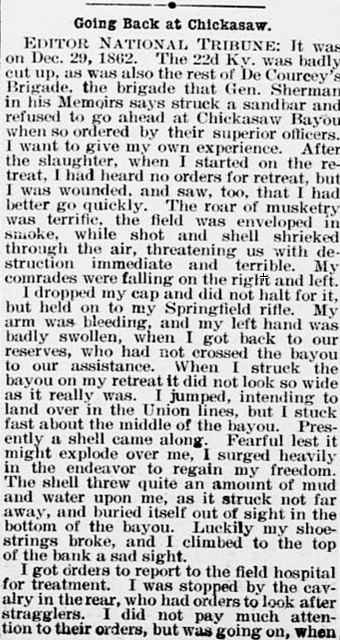 Going Back at Chickasaw.
EDITOR NATIONAL TRIBUNE: It was
on Dec. 29, 1862. The 22d Ky. was badly
cut up, as was also the rest of De Courcey's
Brigade, the brigade that Gen. Sherman
in his Memoirs says struck a sandbar and
refused to go ahead at Chickasaw Bayou
when so ordered by their superior officers.
I want to give my own experience. After
the slaughter, when I started on the re-
treat, I had heard no orders for retreat, but
I was wounded, and saw, too, that I had
better go quickly. The roar of musketry
was terrific, the field was enveloped in
smoke, while shot and shell shrieked
through the air, threatening us with de-
struction immediate and terrible. My
comrades were falling on the right and left.
I dropped my cap and did not halt for it,
but held on to my Springfield rifle. My
arm was bleeding, and my left hand was
badly swollen, when I got back to our
reserves, who had not crossed the bayou
to our assistance. When I struck the
bayou on my retreat it did not look so wide
as it really was. I jumped, intending to
land over in the Union lines, but I stuck
fast about the middle of the bayou. Pres-
ently a shell came along. Fearful lest it
might explode over me, I surged heavily
in the endeavor to regain my freedom.
The shell threw quite an amount of mud
and water upon me, as it struck not far
away, and buried itself out of sight in the
bottom of the bayou. Luckily my shoe-
strings broke, and I climbed to the top
of the bank a sad sight.
I got orders to report to the field hospital
for treatment. I was stopped by the cav-
alry in the rear, who had orders to look after
stragglers. I did not pay much atten-
tion to their orders, but was going on, when